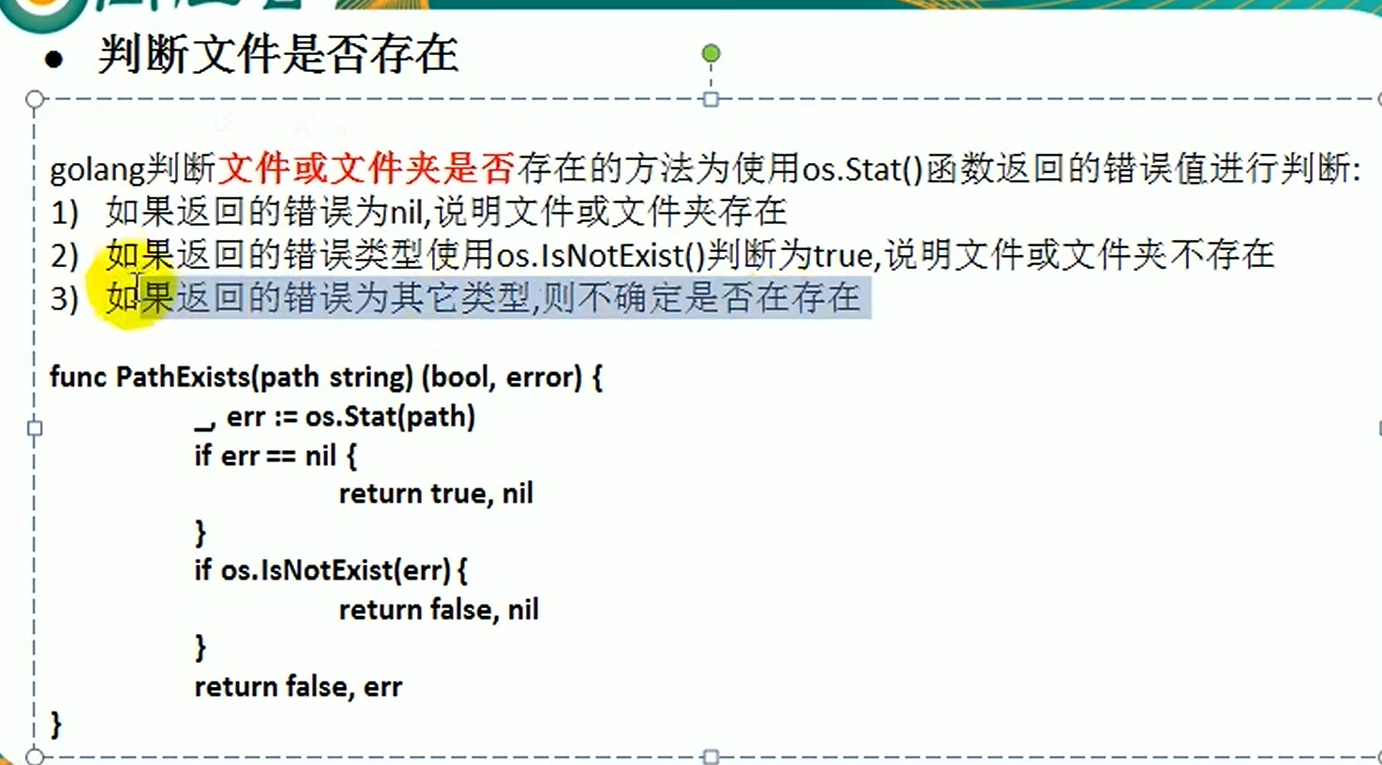 ● 判断文件是否存在
golang判断文件或文件夹是否存在的方法为使用os.Stat()函数返回的错误值进行判断:
1) 如果返回的错误为nil,说明文件或文件夹存在
2) 如果返回的错误类型使用os.IsNotExist()判断为true,说明文件或文件夹不存在
3) 如果返回的错误为其它类型,则不确定是否在存在
func PathExists(path string) (bool, error) {
_, err := os.Stat(path)
if err == nil {
return true, nil
}
if os.IsNotExist(err) {
return false, nil
}
return false, err
}